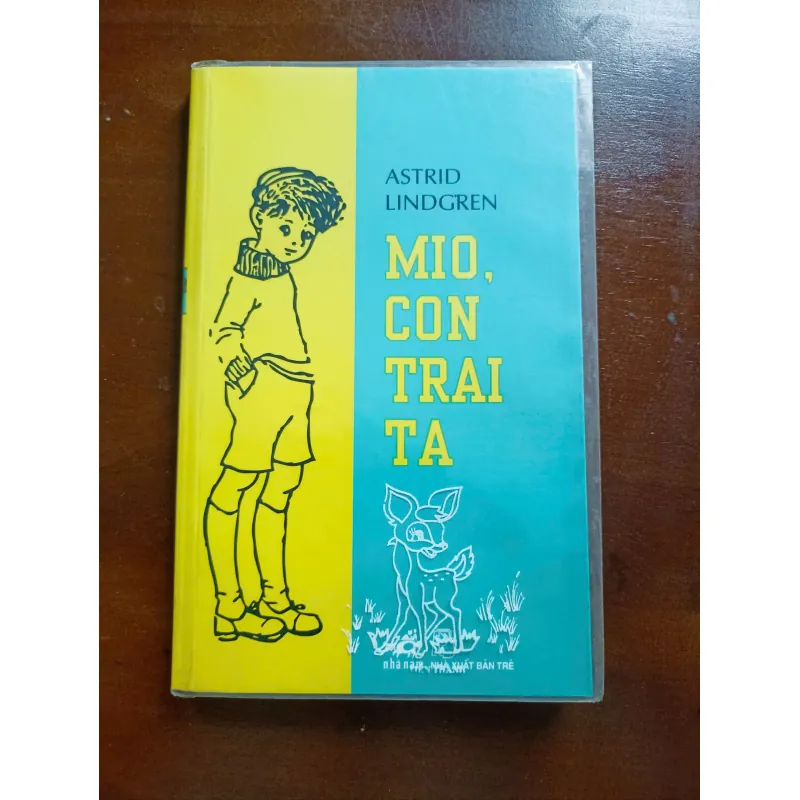 ASTRID
LINDGREN
MIO,
CON
TRAI
TA
nhã nam NHÀ XUẤT BẢN TRẺ